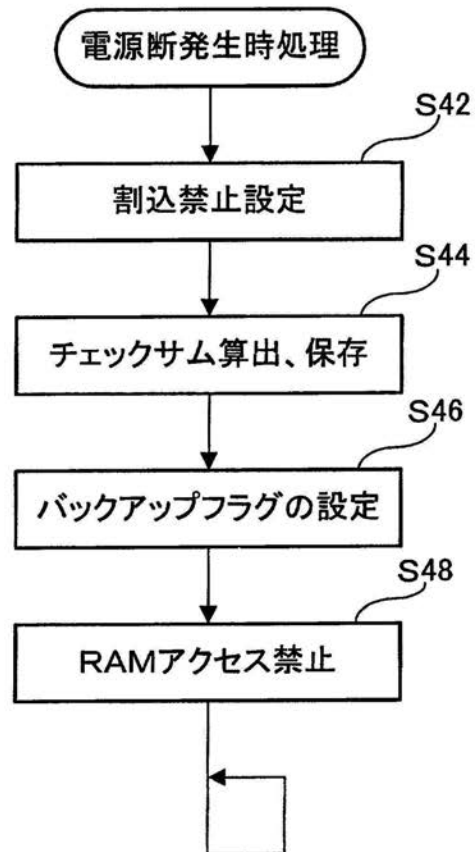 電源断発生時処理
S42
割込禁止設定
S44
チェックサム算出、保存
S46
バックアップフラグの設定
S48
RAMアクセス禁止